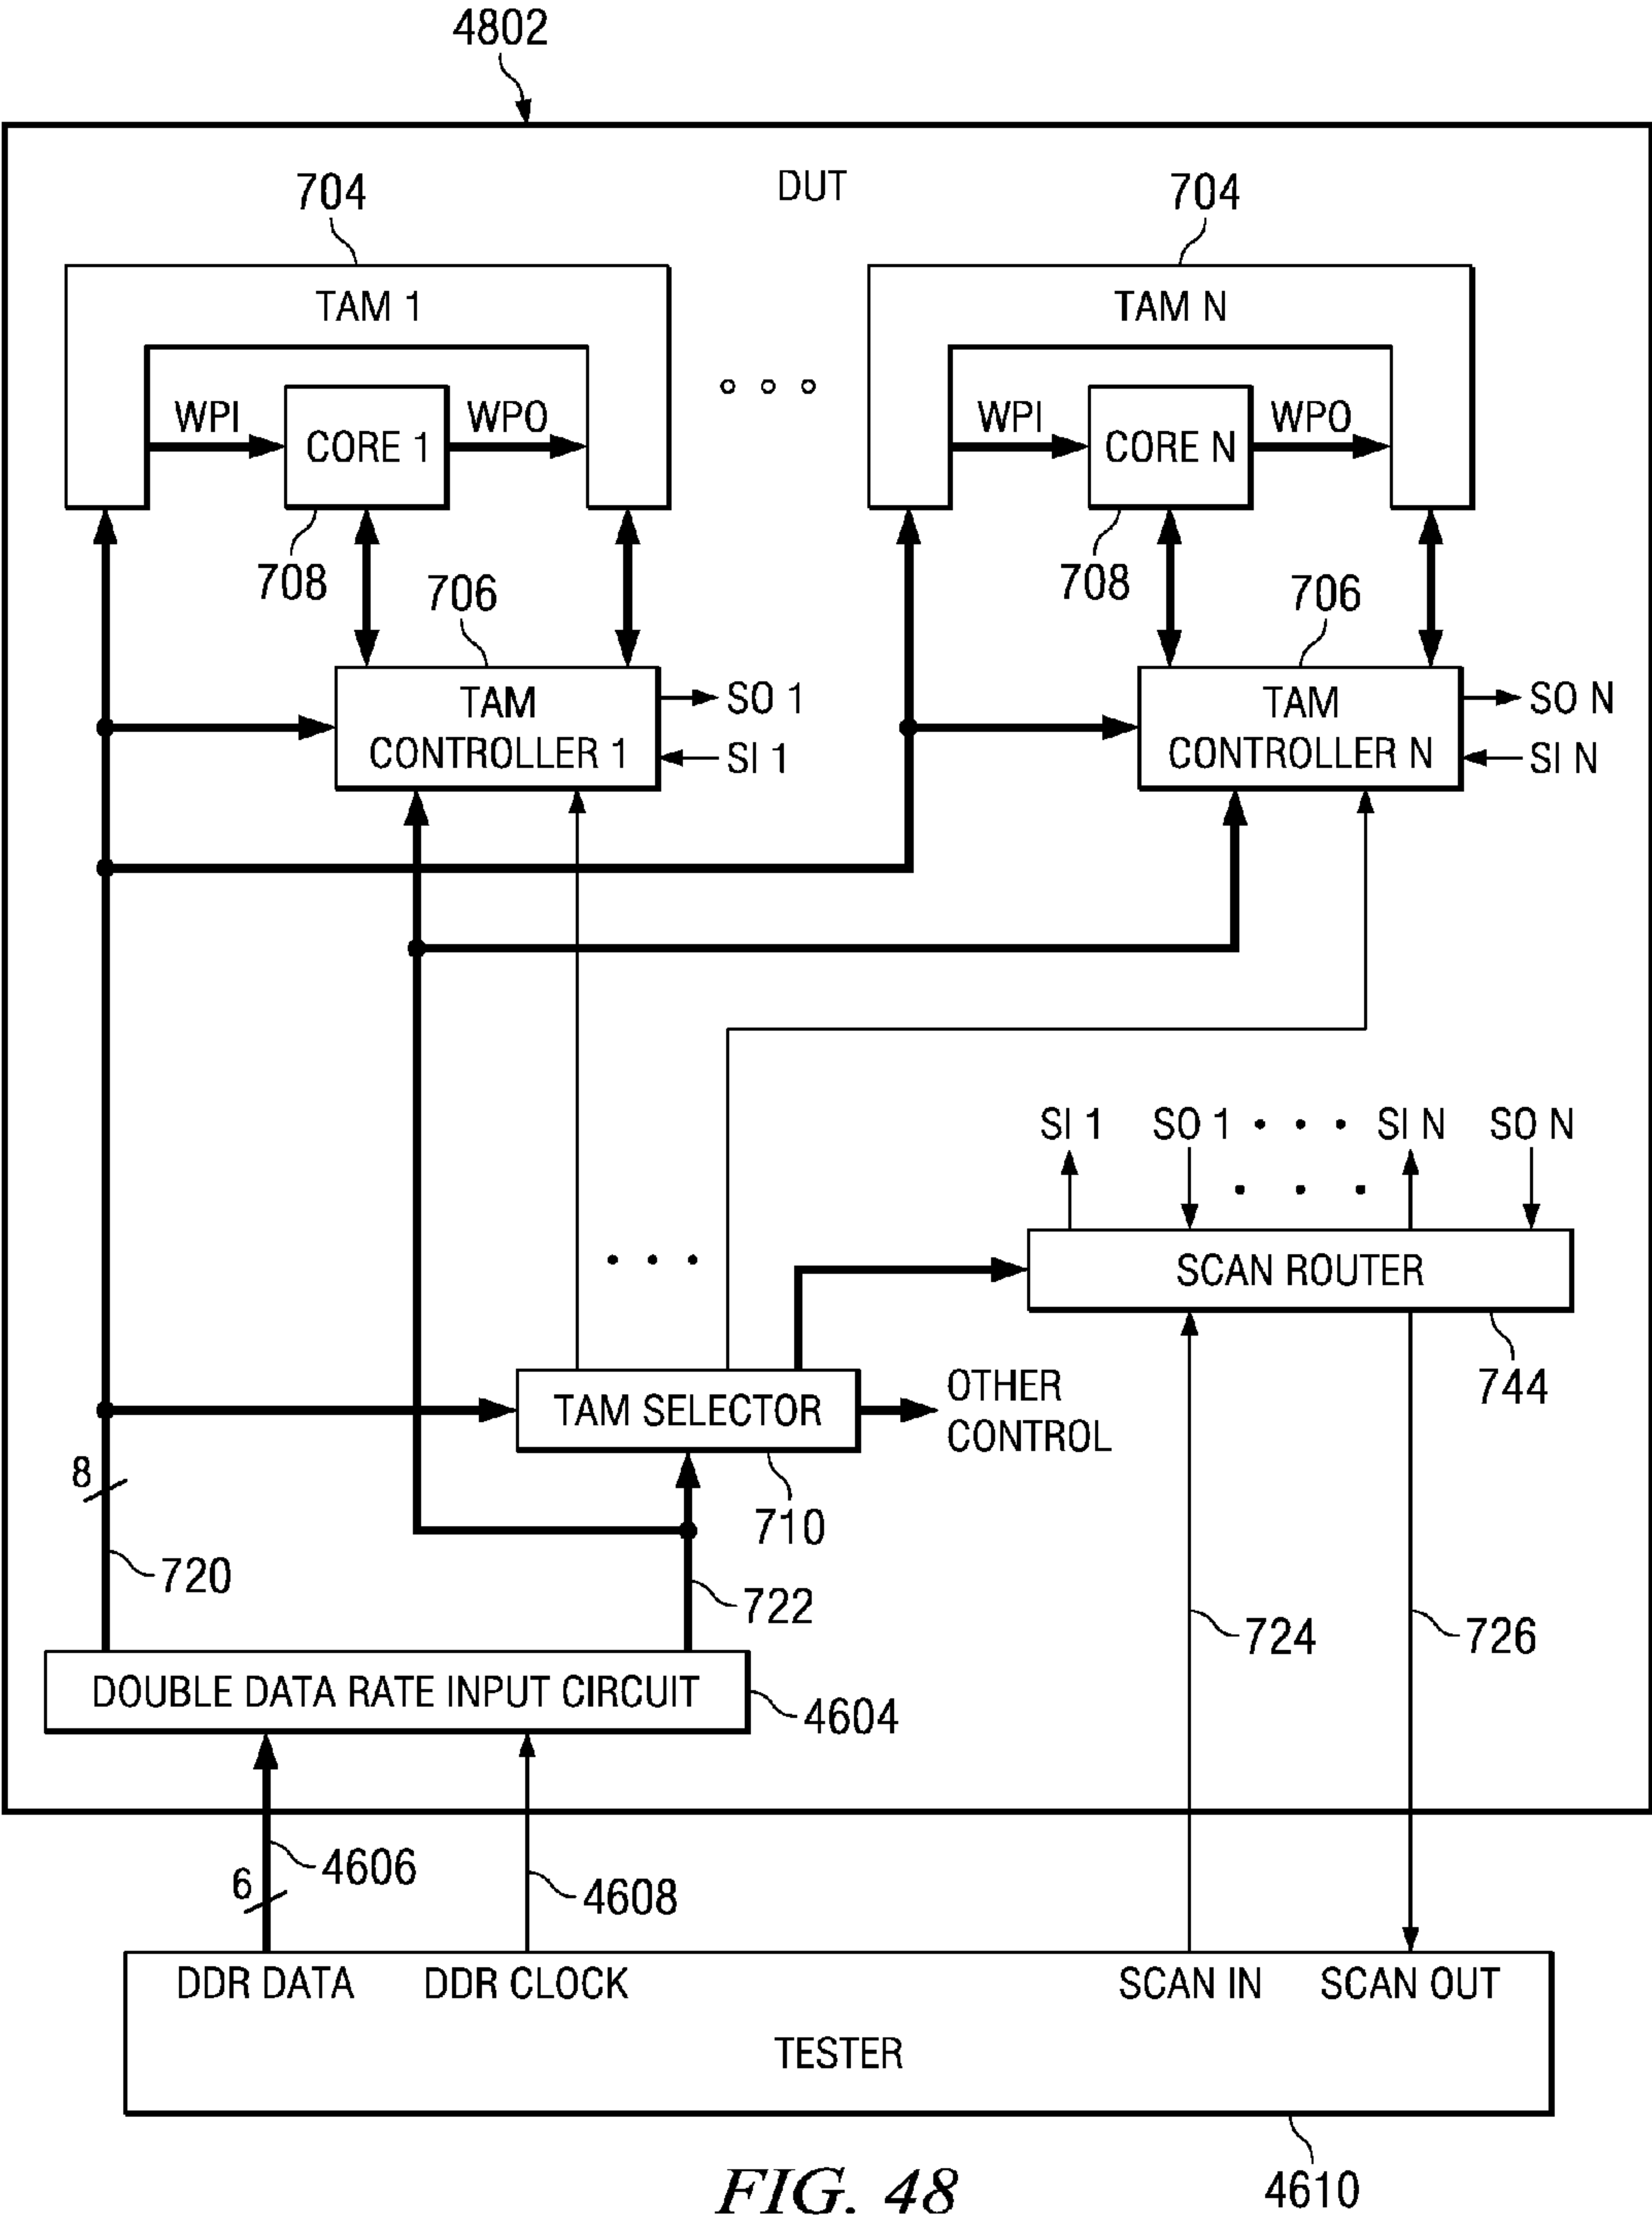 4802
DUT
704
704
TAM 1
TAM N
WPI
CORE 1
WPO
WPI
CORE N
WPO
708
706
708
706
TAM
CONTROLLER 1
SO 1
SI 1
TAM
CONTROLLER N
SO N
SI N
SI 1
SO 1
SI N
SO N
SCAN ROUTER
744
TAM SELECTOR
OTHER
CONTROL
710
8
720
722
724
726
DOUBLE DATA RATE INPUT CIRCUIT
4604
4606
6
4608
DDR DATA
DDR CLOCK
SCAN IN
SCAN OUT
TESTER
4610
FIG. 48